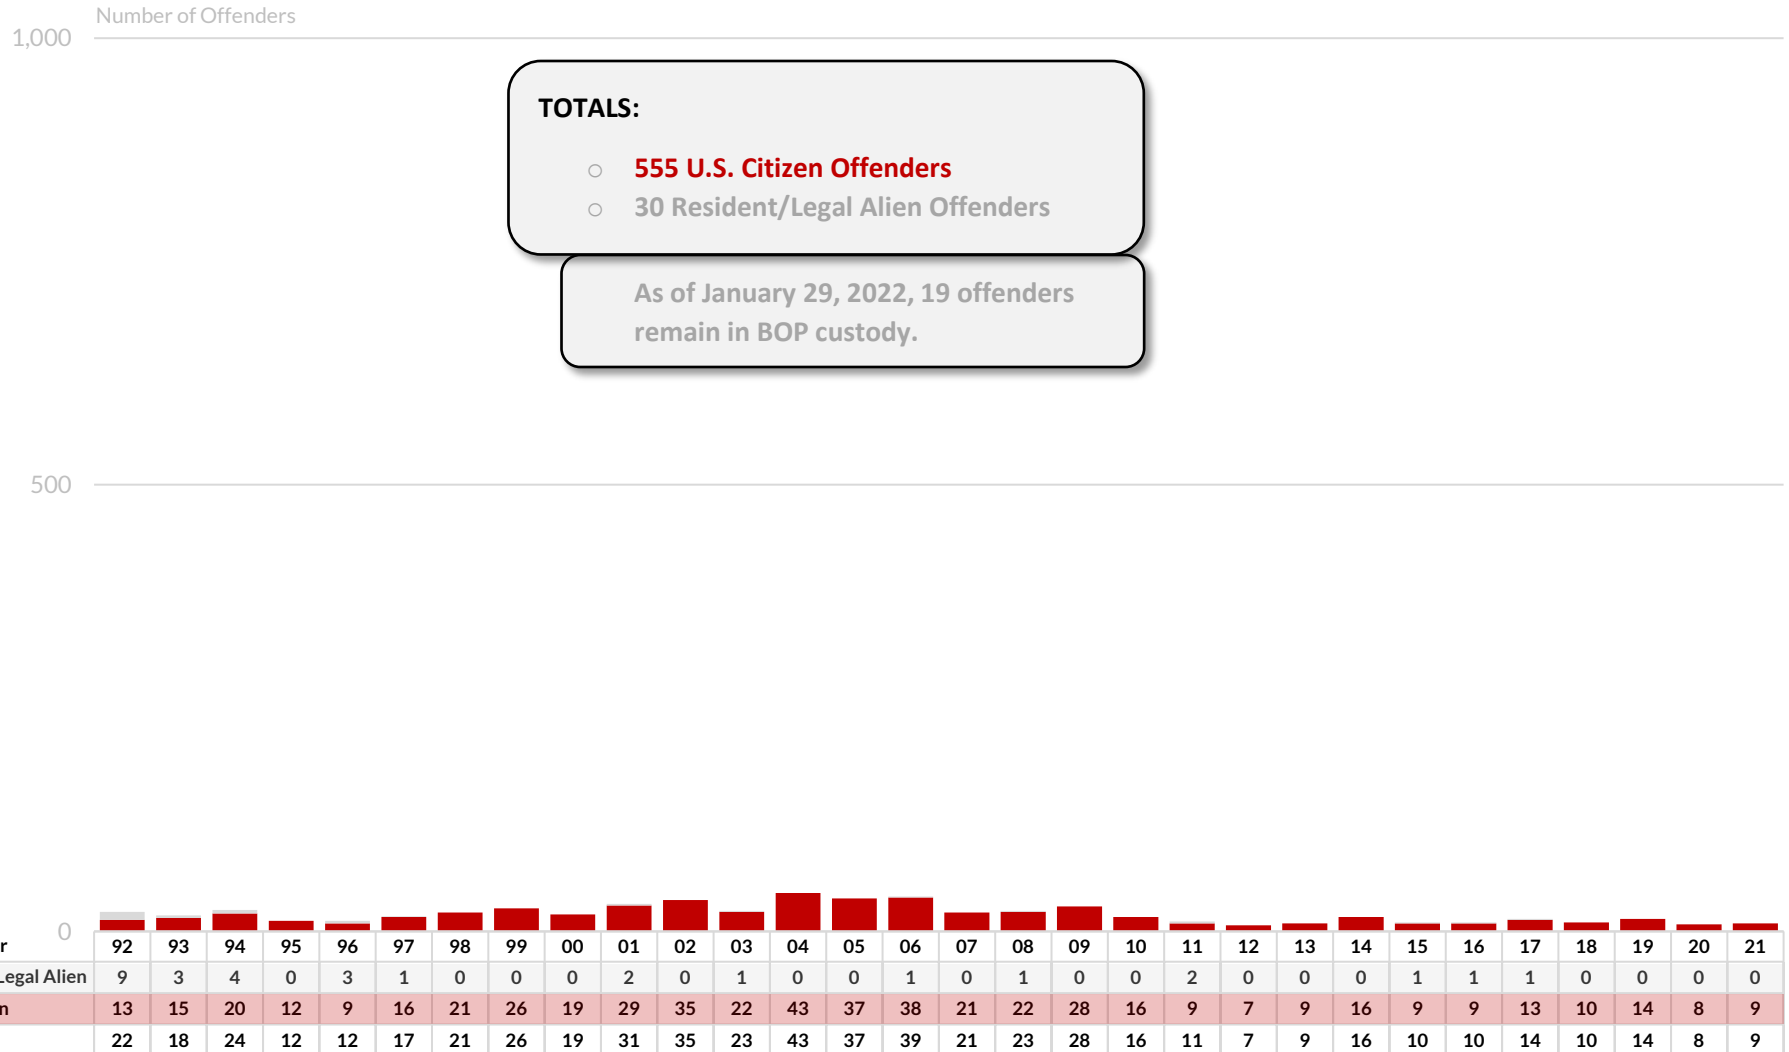 Number of Offenders
1,000
TOTALS:
○ 555 U.S. Citizen Offenders
○ 30 Resident/Legal Alien Offenders
As of January 29, 2022, 19 offenders
remain in BOP custody.
500
0
r 92 93 94 95 96 97 98 99 00 01 02 03 04 05 06 07 08 09 10 11 12 13 14 15 16 17 18 19 20 21
Legal Alien 9 3 4 0 3 1 0 0 0 2 0 1 0 0 1 0 1 0 0 2 0 0 0 1 1 1 0 0 0 0
n 13 15 20 12 9 16 21 26 19 29 35 22 43 37 38 21 22 28 16 9 7 9 16 9 9 13 10 14 8 9
22 18 24 12 12 17 21 26 19 31 35 23 43 37 39 21 23 28 16 11 7 9 16 10 10 14 10 14 8 9